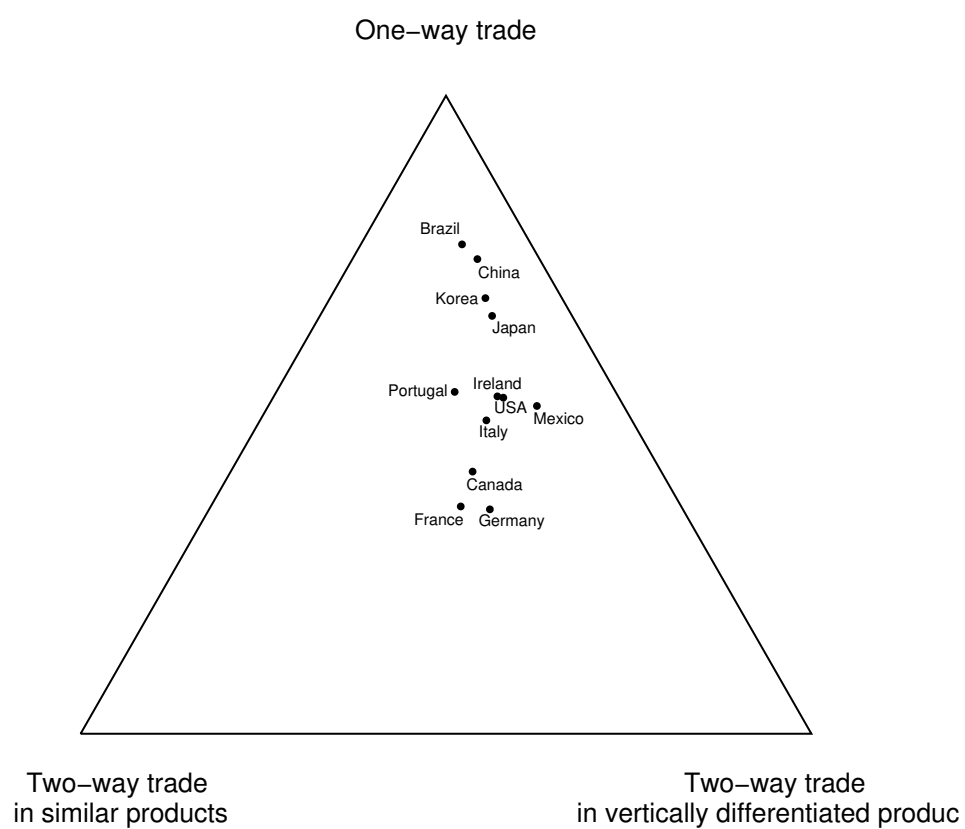 One−way trade
Brazil
China
Korea
Japan
Ireland
Portugal
USA
Mexico
Italy
Canada
France
Germany
Two−way trade
in similar products
Two−way trade
in vertically differentiated produc